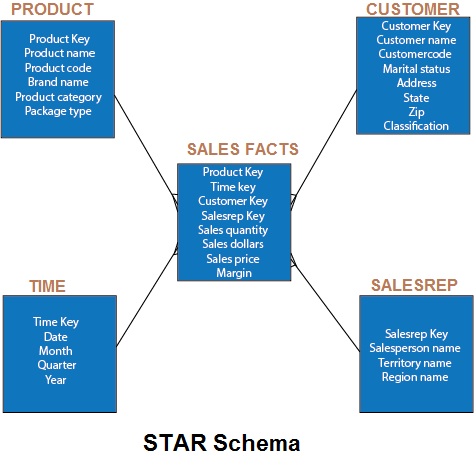 PRODUCT
Product Key
Product name
Product code
Brand name
Product category
Package type
CUSTOMER
Customer Key
Customer name
Customercode
Marital status
Address
State
Zip
Classification
SALES FACTS
Product Key
Time key
Customer Key
Salesrep Key
Sales quantity
Sales dollars
Sales price
Margin
TIME
Time Key
Date
Month
Quarter
Year
SALESREP
Salesrep Key
Salesperson name
Territory name
Region name
STAR Schema